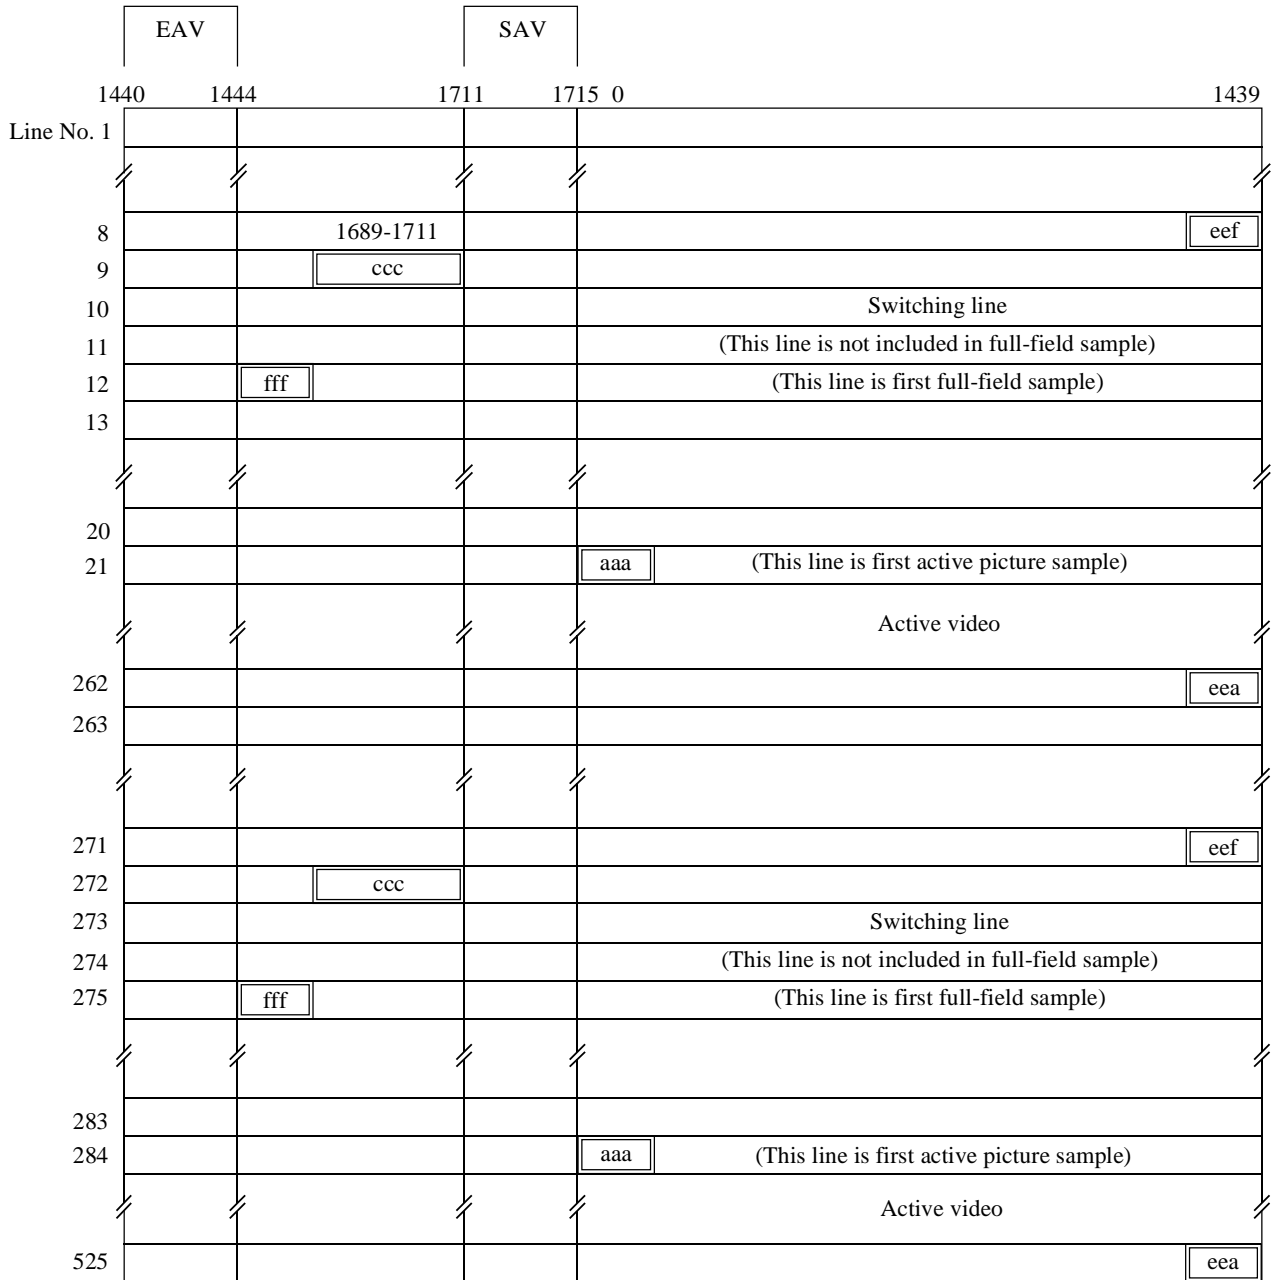 EAV SAV
1440 1444 1711 1715 0 1439
Line No. 1
8 1689-1711 eef
9 ccc
10 Switching line
11 (This line is not included in full-field sample)
12 fff (This line is first full-field sample)
13
20
21 aaa (This line is first active picture sample)
Active video
262 eea
263
271 eef
272 ccc
273 Switching line
274 (This line is not included in full-field sample)
275 fff (This line is first full-field sample)
283
284 aaa (This line is first active picture sample)
Active video
525 eea